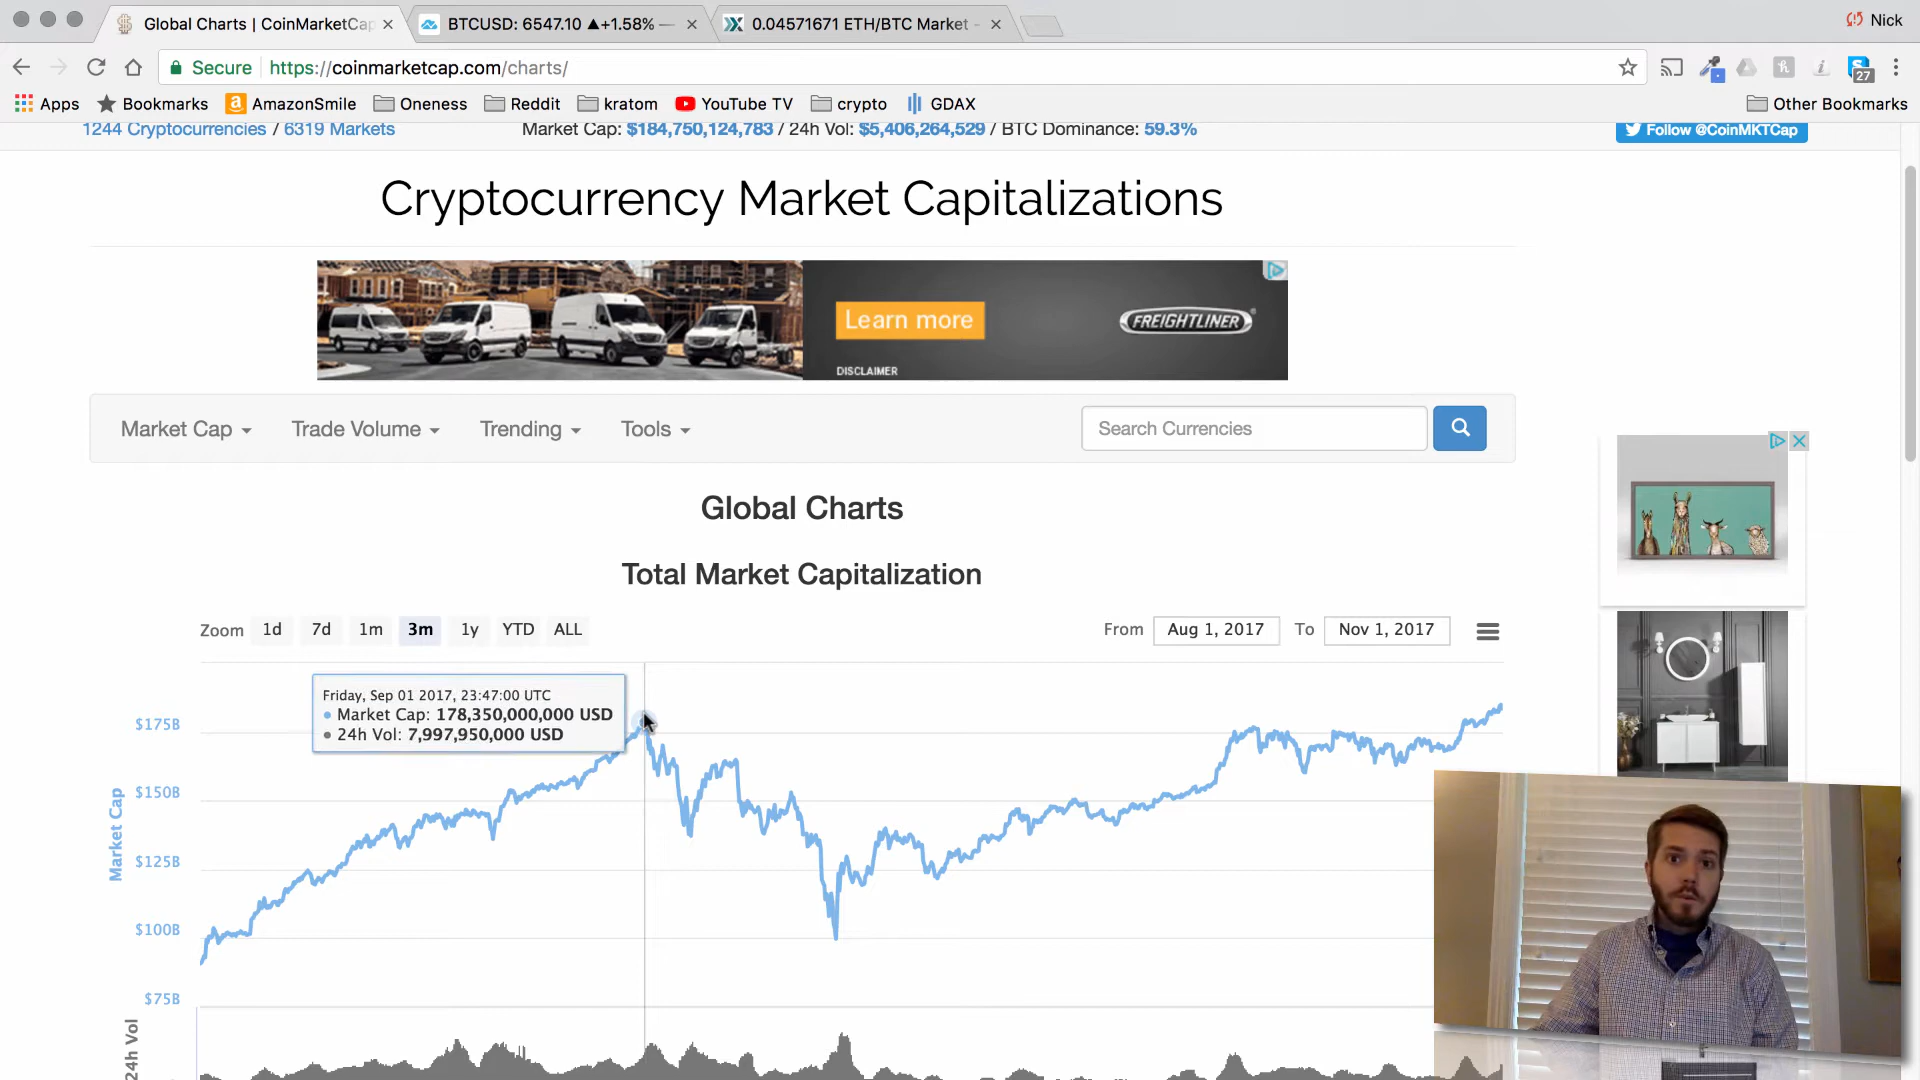 Global Charts | CoinMarketCap
BTCUSD: 6547.10 ▲+1.58% —
0.04571671 ETH/BTC Market -
Nick
Secure
https://coinmarketcap.com/charts/
27
Apps
Bookmarks
AmazonSmile
Oneness
Reddit
kratom
YouTube TV
crypto
GDAX
Other Bookmarks
1244 Cryptocurrencies / 6319 Markets
Market Cap: $184,750,124,783 / 24h Vol: $5,406,264,529 / BTC Dominance: 59.3%
Follow @CoinMKTCap
Cryptocurrency Market Capitalizations
Learn more
FREIGHTLINER
DISCLAIMER
Market Cap
Trade Volume
Trending
Tools
Search Currencies
Global Charts
Total Market Capitalization
Zoom
1d
7d
1m
3m
1y
YTD
ALL
From
Aug 1, 2017
To
Nov 1, 2017
Friday, Sep 01 2017, 23:47:00 UTC
Market Cap: 178,350,000,000 USD
24h Vol: 7,997,950,000 USD
$175B
$150B
$125B
$100B
$75B
Market Cap
24h Vol